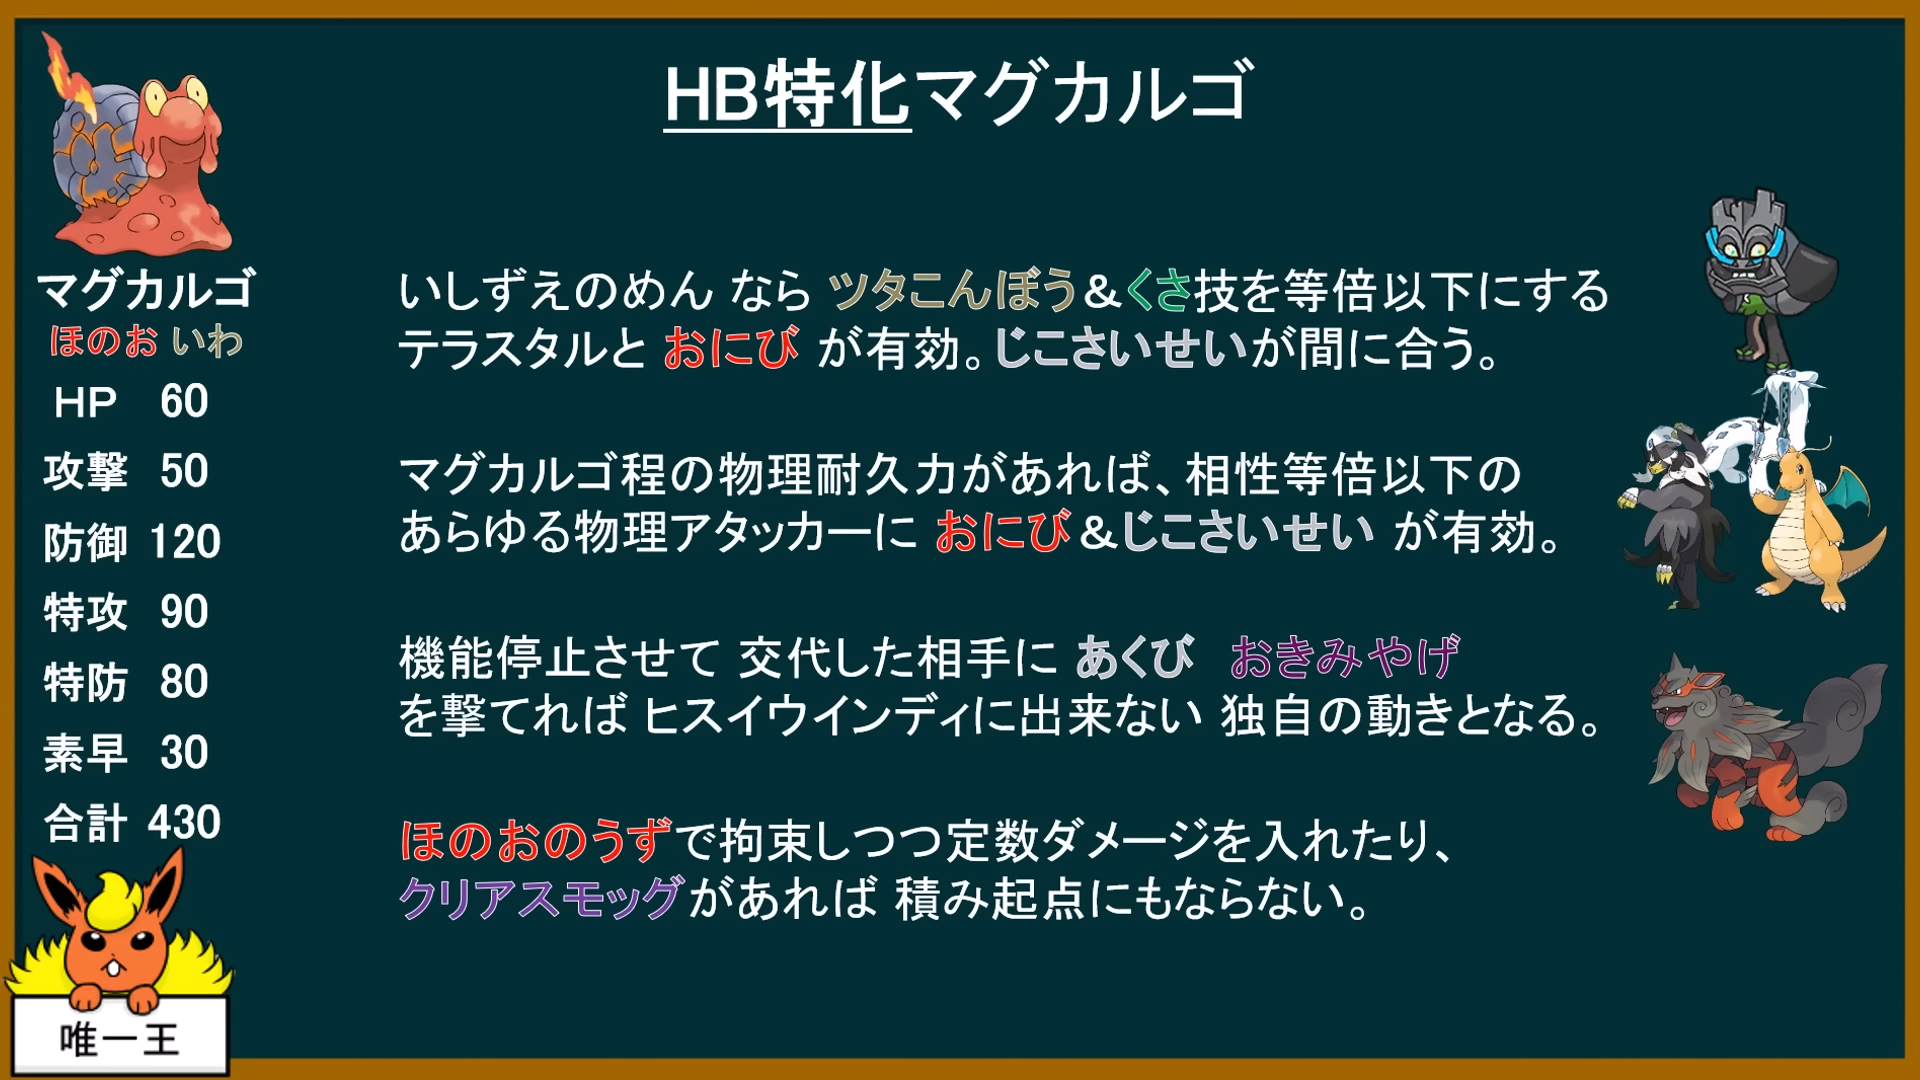 HB特化マグカルゴ
マグカルゴ
ほのお いわ
HP 60
攻撃 50
防御 120
特攻 90
特防 80
素早 30
合計 430
唯一王
いしずえのめん なら ツタこんぼう＆くさ技を等倍以下にする
テラスタルと おにび が有効。じこさいせいが間に合う。
マグカルゴ程の物理耐久力があれば、相性等倍以下の
あらゆる物理アタッカーに おにび＆じこさいせい が有効。
機能停止させて 交代した相手に あくび おきみやげ
を撃てれば ヒスイウインディに出来ない 独自の動きとなる。
ほのおのうずで拘束しつつ定数ダメージを入れたり、
クリアスモッグがあれば 積み起点にもならない。